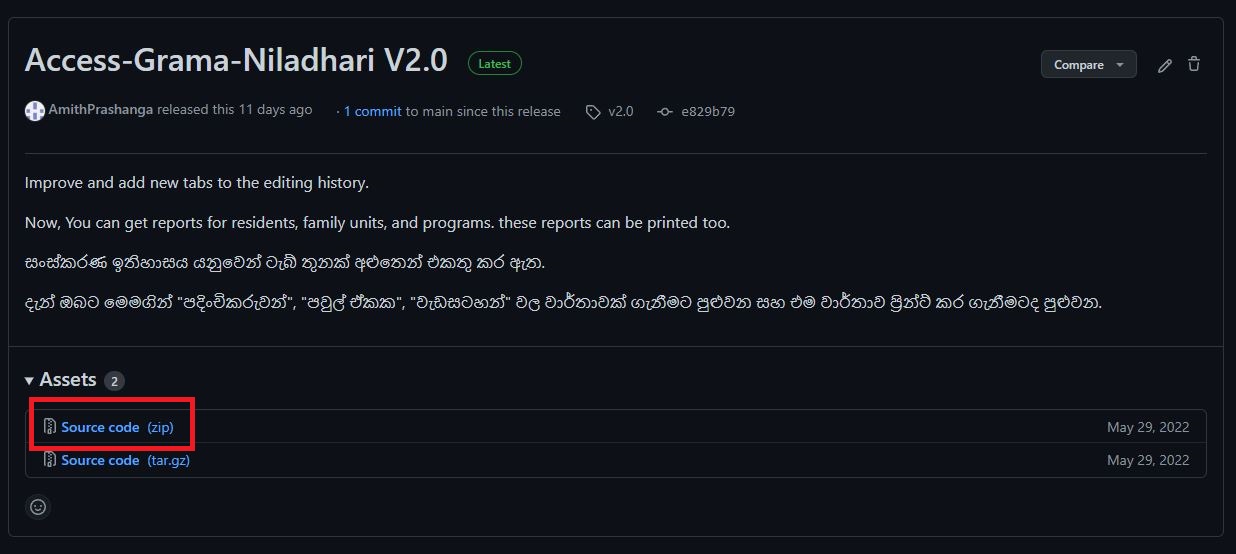 Access-Grama-Niladhari V2.0 Latest Compare
AmithPrashanga released this 11 days ago · 1 commit to main since this release v2.0 e829b79
Improve and add new tabs to the editing history.
Now, You can get reports for residents, family units, and programs. these reports can be printed too.
සංස්කරණ ඉතිහාසය යනුවෙන් ටැබ් තුනක් අළුතෙන් එකතු කර ඇත.
දැන් ඔබට මෙමගින් "පදිංචිකරුවන්", "පවුල් ඒකක", "වැඩසටහන්" වල වාර්තාවක් ගැනීමට පුළුවන සහ එම වාර්තාව ප්‍රින්ට් කර ගැනීමටද පුළුවන.
Assets 2
Source code (zip) May 29, 2022
Source code (tar.gz) May 29, 2022